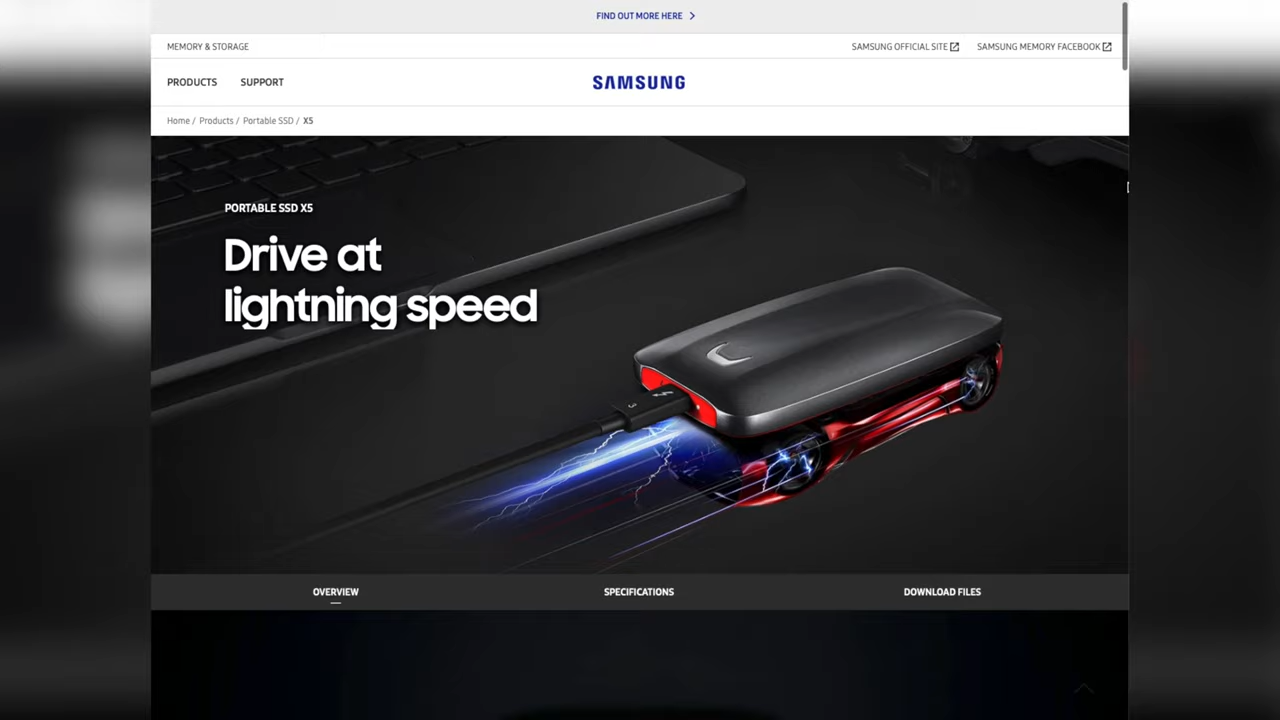 FIND OUT MORE HERE
MEMORY & STORAGE
SAMSUNG OFFICIAL SITE
SAMSUNG MEMORY FACEBOOK
PRODUCTS
SUPPORT
SAMSUNG
Home / Products / Portable SSD / X5
PORTABLE SSD X5
Drive at
lightning speed
3
OVERVIEW
SPECIFICATIONS
DOWNLOAD FILES